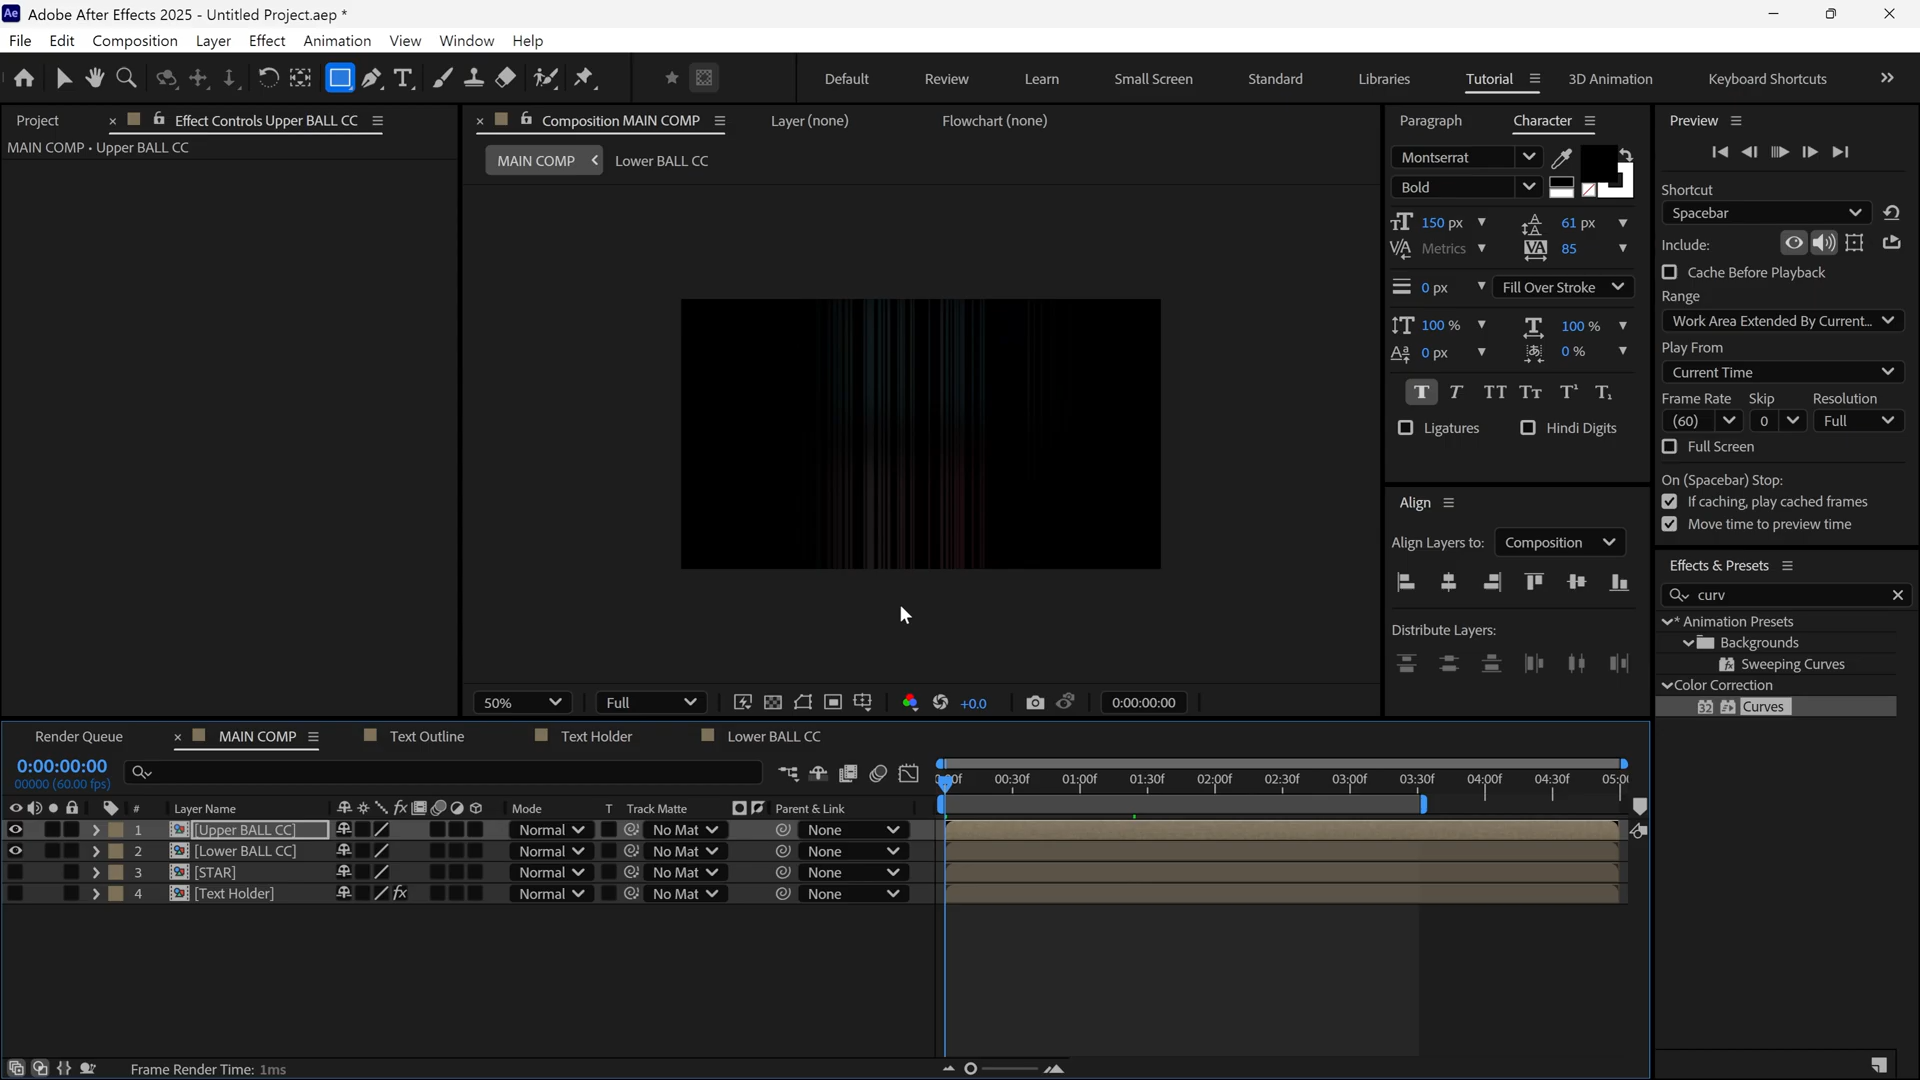 Ae Adobe After Effects 2025 - Untitled Project.aep *
File Edit Composition Layer Effect Animation View Window Help
Default Review Learn Small Screen Standard Libraries Tutorial 3D Animation Keyboard Shortcuts
Project × Effect Controls Upper BALL CC
MAIN COMP • Upper BALL CC
× Composition MAIN COMP Layer (none) Flowchart (none)
MAIN COMP Lower BALL CC
50% Full +0.0 0:00:00:00
Paragraph Character
Montserrat
Bold
150 px 61 px
Metrics 85
0 px Fill Over Stroke
100 % 100 %
0 px 0 %
Ligatures Hindi Digits
Align
Align Layers to: Composition
Distribute Layers:
Preview
Shortcut
Spacebar
Include:
Cache Before Playback
Range
Work Area Extended By Current...
Play From
Current Time
Frame Rate Skip Resolution
(60) 0 Full
Full Screen
On (Spacebar) Stop:
If caching, play cached frames
Move time to preview time
Effects & Presets
curv
* Animation Presets
Backgrounds
Sweeping Curves
Color Correction
32 Curves
Render Queue × MAIN COMP Text Outline Text Holder Lower BALL CC
0:00:00:00
00000 (60.00 fps)
00:30f 01:00f 01:30f 02:00f 02:30f 03:00f 03:30f 04:00f 04:30f
# Layer Name Mode T Track Matte Parent & Link
1 [Upper BALL CC] Normal No Mat None
2 [Lower BALL CC] Normal No Mat None
3 [STAR] Normal No Mat None
4 [Text Holder] fx Normal No Mat None
Frame Render Time: 1ms